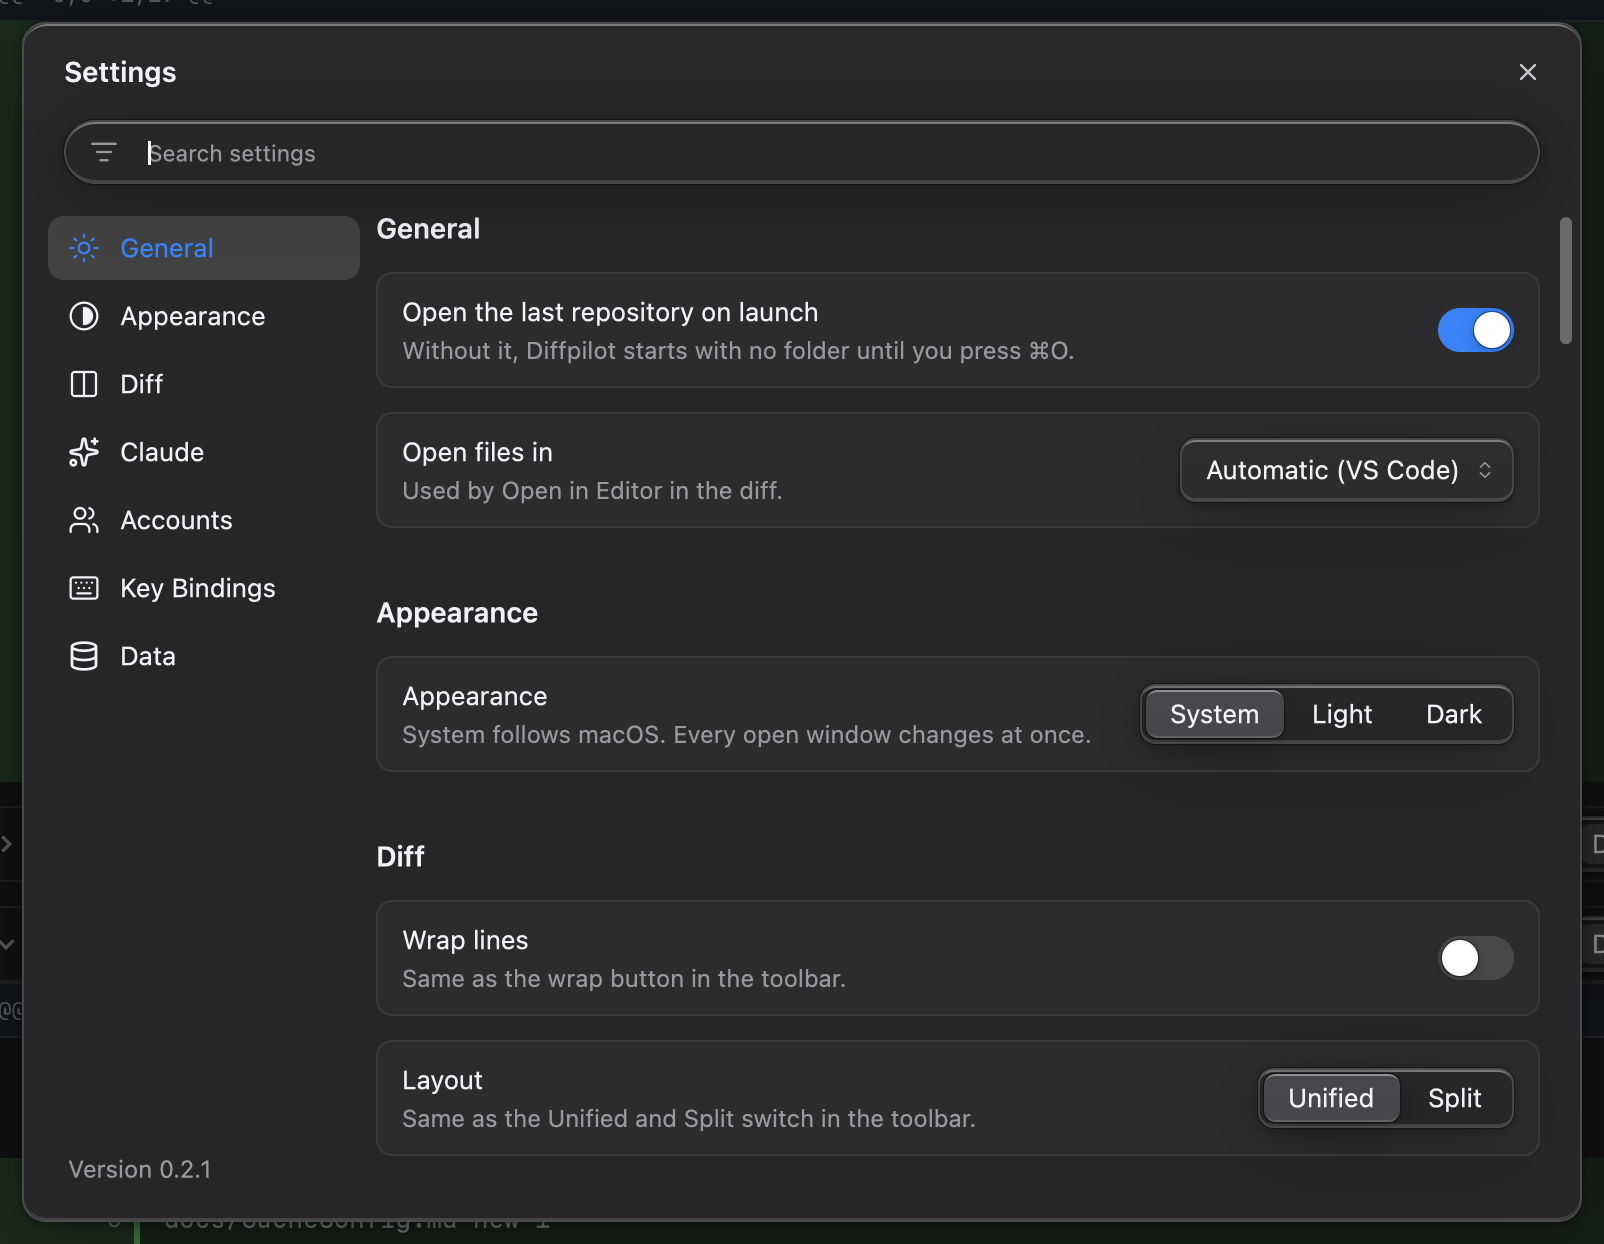 Settings
Search settings
General
Appearance
Diff
Claude
Accounts
Key Bindings
Data
Version 0.2.1
General
Open the last repository on launch
Without it, Diffpilot starts with no folder until you press ⌘O.
Open files in
Used by Open in Editor in the diff.
Automatic (VS Code)
Appearance
Appearance
System follows macOS. Every open window changes at once.
System Light Dark
Diff
Wrap lines
Same as the wrap button in the toolbar.
Layout
Same as the Unified and Split switch in the toolbar.
Unified Split